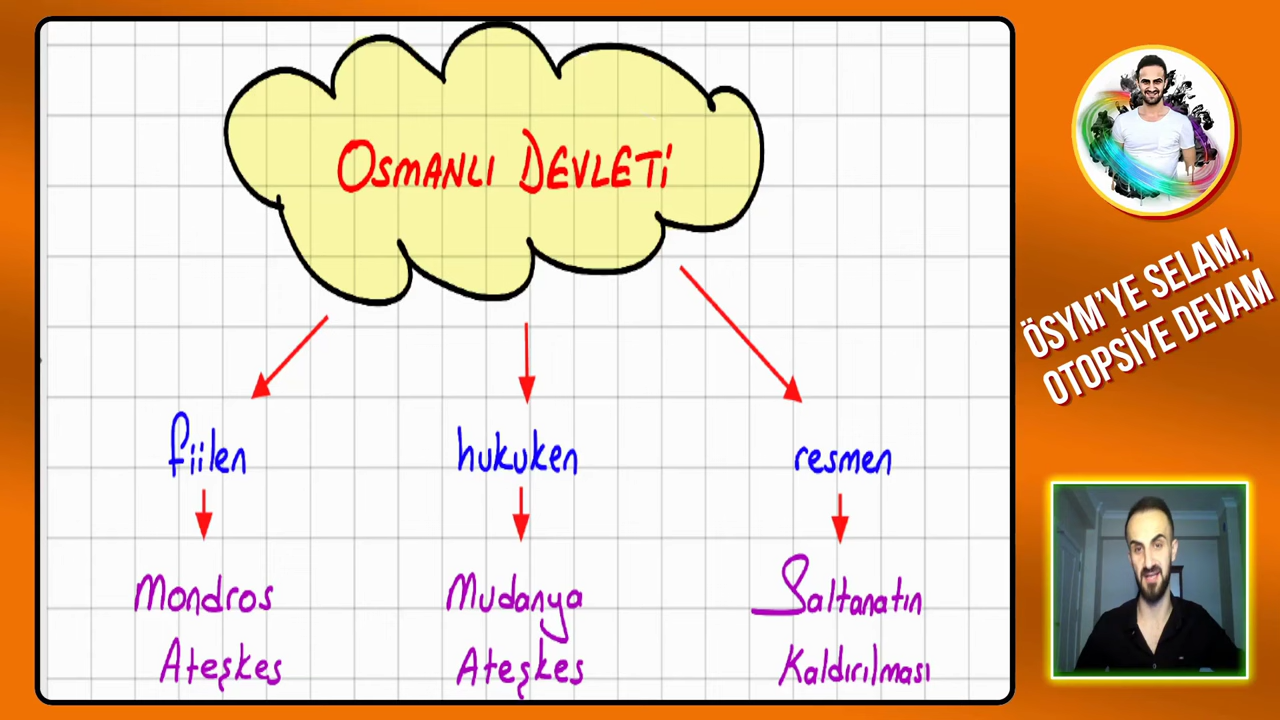 OSMANLI DEVLETİ
fiilen
hukuken
resmen
Mondros
Ateşkes
Mudanya
Ateşkes
Saltanatın
Kaldırılması
ÖSYM'YE SELAM,
OTOPSİYE DEVAM